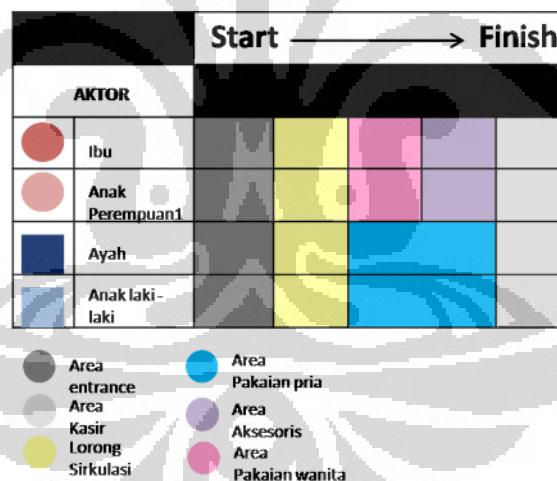 Start Finish
AKTOR
Ibu
Anak
Perempuan1
Ayah
Anak laki-
laki
Area
entrance
Area
Kasir
Lorong
Sirkulasi
Area
Pakaian pria
Area
Aksesoris
Area
Pakaian wanita